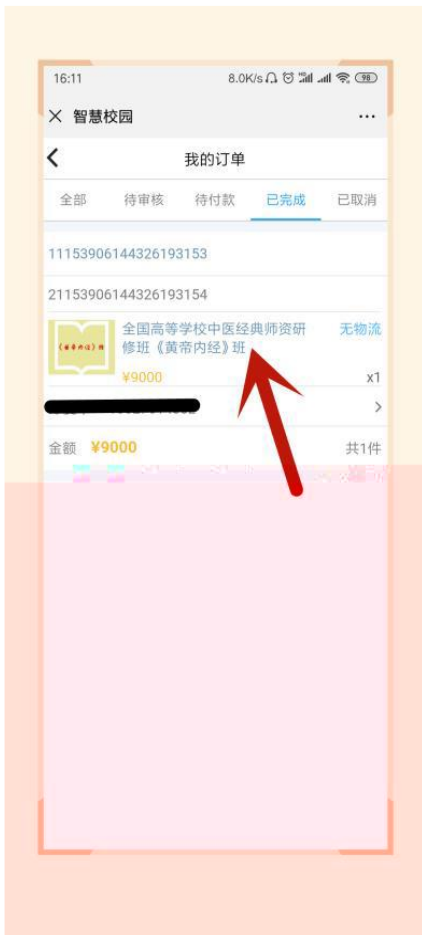 16:11
8.0K/s
98
智慧校园
我的订单
全部 待审核 待付款 已完成 已取消
11153906144326193153
21153906144326193154
全国高等学校中医经典师资研 无物流
修班《黄帝内经》班
¥9000 x1
金额 ¥9000 共1件